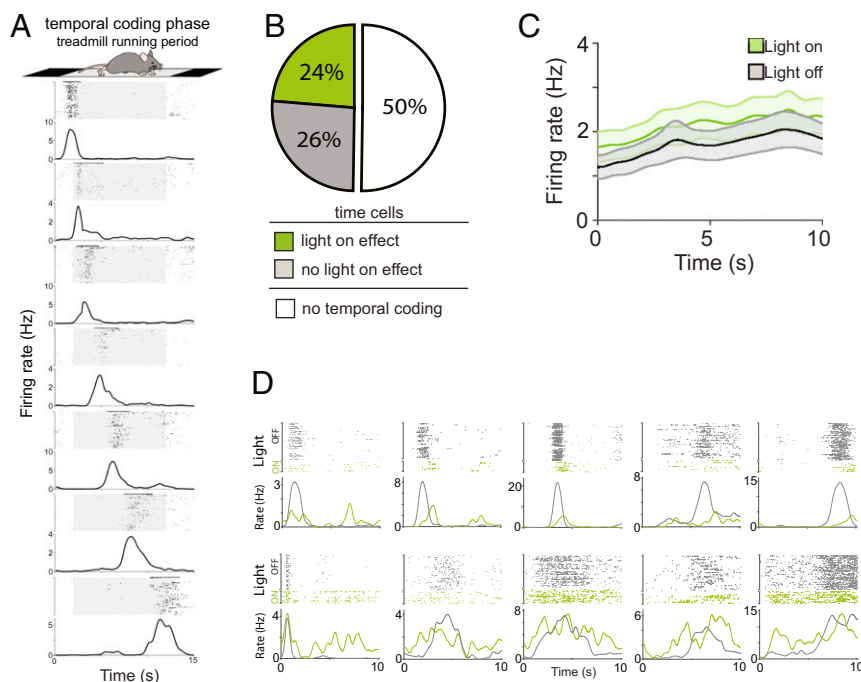 A
temporal coding phase
treadmill running period
10
5
0
4
2
0
10
5
0
4
2
0
10
5
0
4
2
0
5
0
0 15
Firing rate (Hz)
Time (s)
B
24%
26%
50%
time cells
light on effect
no light on effect
no temporal coding
C
Light on
Light off
4
2
0
0 5 10
Firing rate (Hz)
Time (s)
D
Light
ON OFF
Rate (Hz)
3
0
8
0
20
0
8
0
15
0
Light
ON OFF
Rate (Hz)
4
0
4
0
8
0
6
0
15
0
0 10
0 10
0 10
0 10
0 10
Time (s)